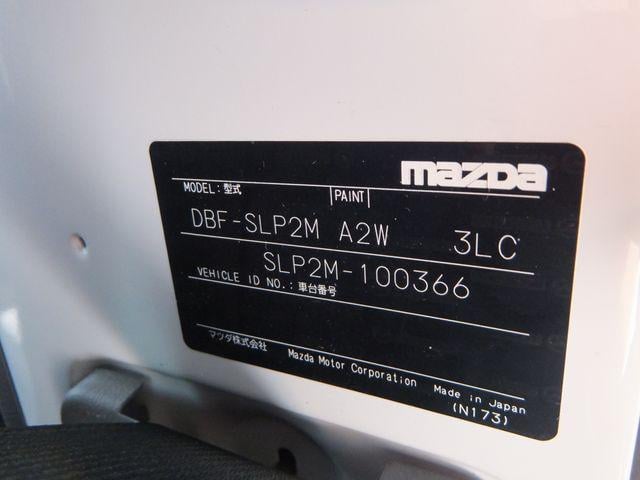 mazda
MODEL:型式 PAINT
DBF-SLP2M A2W 3LC
SLP2M-100366
VEHICLE ID NO.:車台番号
マツダ株式会社 Mazda Motor Corporation Made in Japan
(N173)